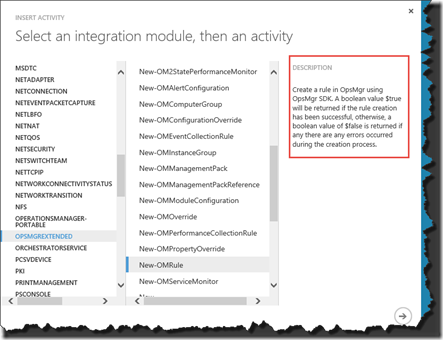 INSERT ACTIVITY
Select an integration module, then an activity
MSDTC
NETADAPTER
NETCONNECTION
NETEVENTPACKETCAPTURE
NETLBFO
NETNAT
NETQOS
NETSECURITY
NETSWITCHTEAM
NETTCPIP
NETWORKCONNECTIVITYSTATUS
NETWORKTRANSITION
NFS
OPERATIONSMANAGER-
PORTABLE
OPSMGREXTENDED
ORCHESTRATORSERVICE
PCSVDEVICE
PKI
PRINTMANAGEMENT
PSCONSOLE
New-OM2StatePerformanceMonitor
New-OMAlertConfiguration
New-OMComputerGroup
New-OMConfigurationOverride
New-OMEventCollectionRule
New-OMInstanceGroup
New-OMManagementPack
New-OMManagementPackReference
New-OMModuleConfiguration
New-OMOverride
New-OMPerformanceCollectionRule
New-OMPropertyOverride
New-OMRule
New-OMServiceMonitor
DESCRIPTION
Create a rule in OpsMgr using
OpsMgr SDK. A boolean value $true
will be returned if the rule creation
has been successful, otherwise, a
boolean value of $false is returned if
any there are any errors occurred
during the creation process.